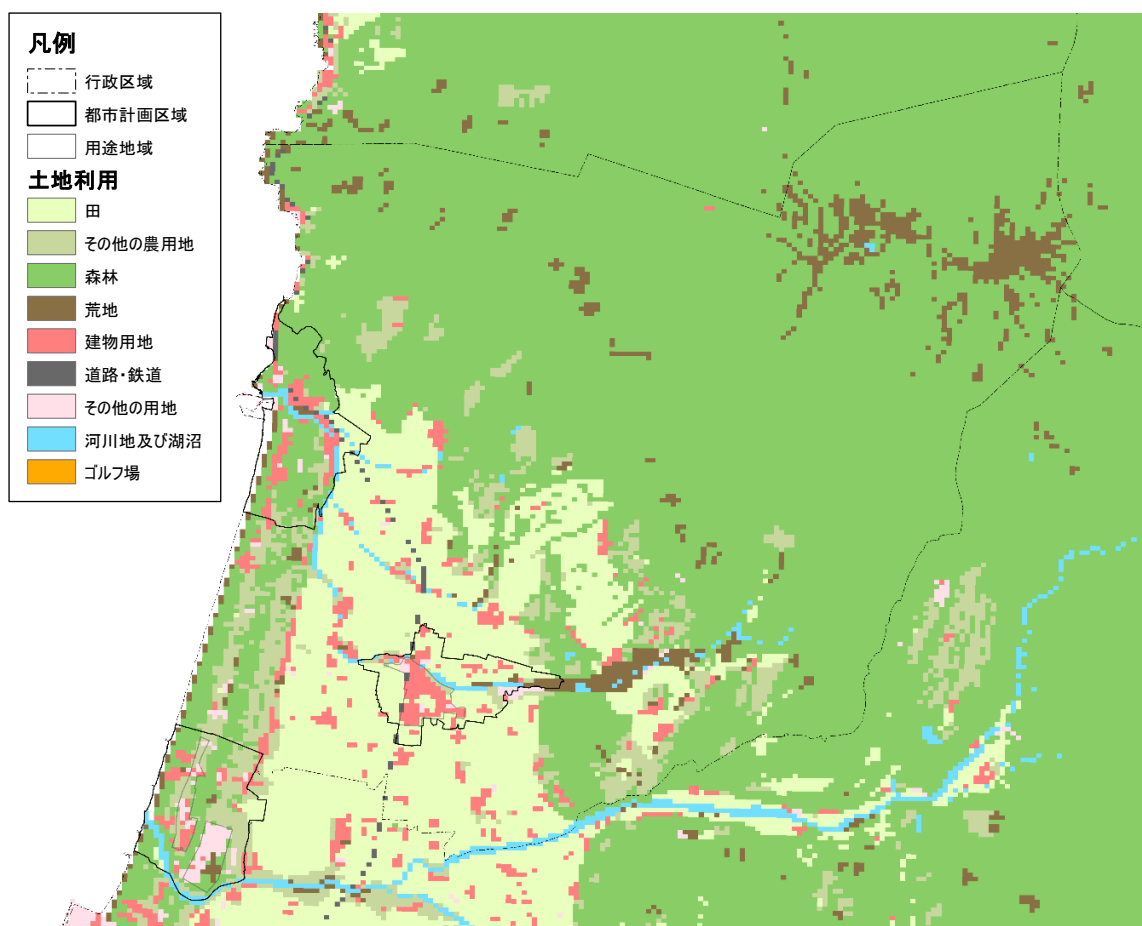 凡例
行政区域
都市計画区域
用途地域
土地利用
田
その他の農用地
森林
荒地
建物用地
道路・鉄道
その他の用地
河川地及び湖沼
ゴルフ場